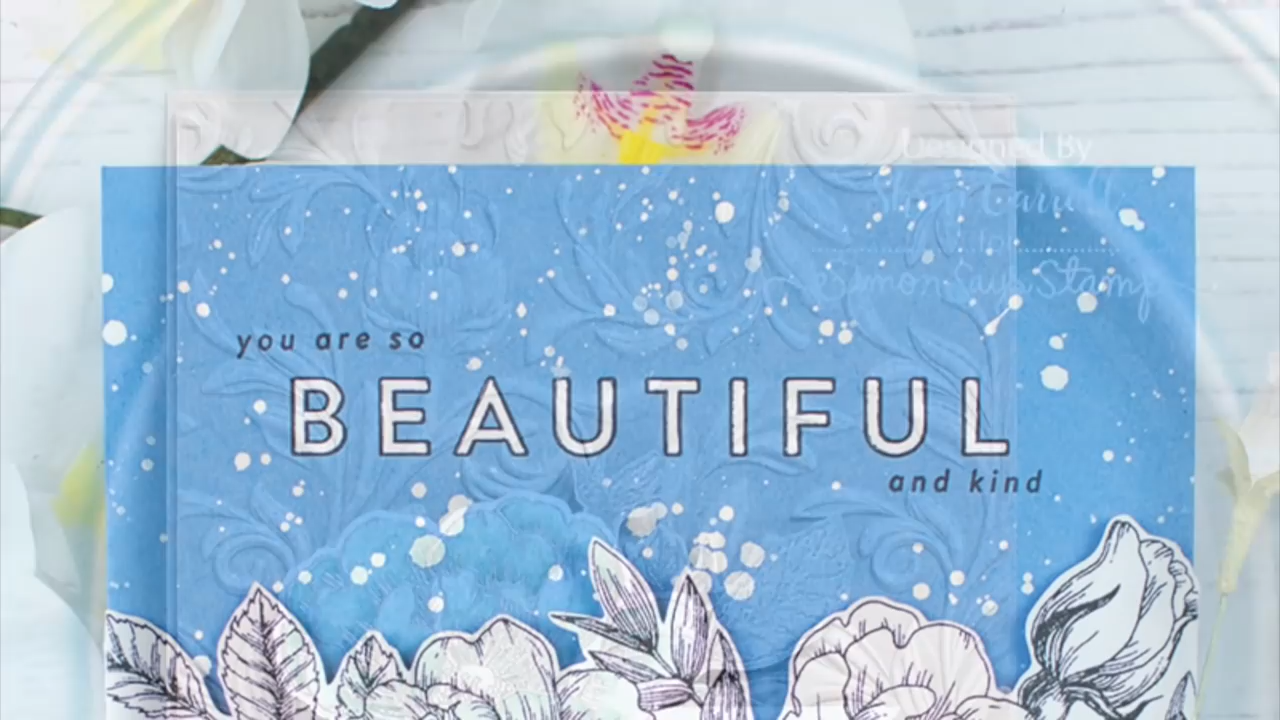 Designed By
Simon Says Stamp
you are so
BEAUTIFUL
and kind